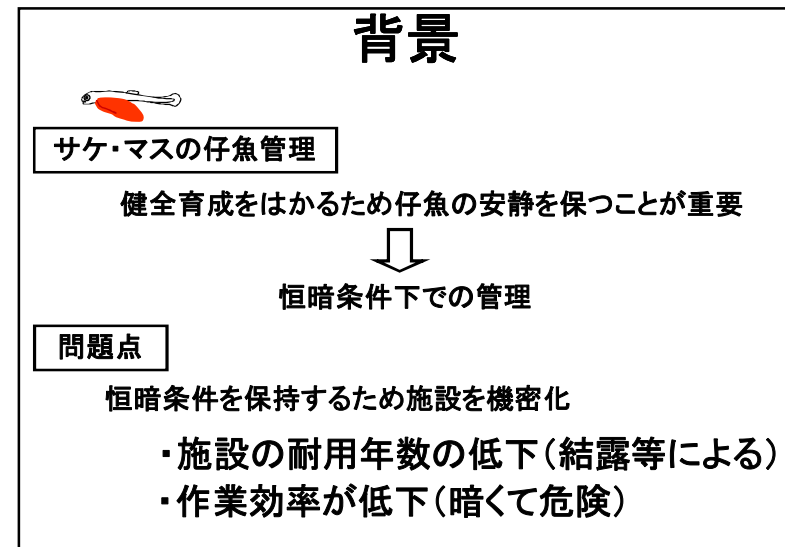 背景
サケ・マスの仔魚管理
健全育成をはかるため仔魚の安静を保つことが重要
恒暗条件下での管理
問題点
恒暗条件を保持するため施設を機密化
・施設の耐用年数の低下（結露等による）
・作業効率が低下（暗くて危険）